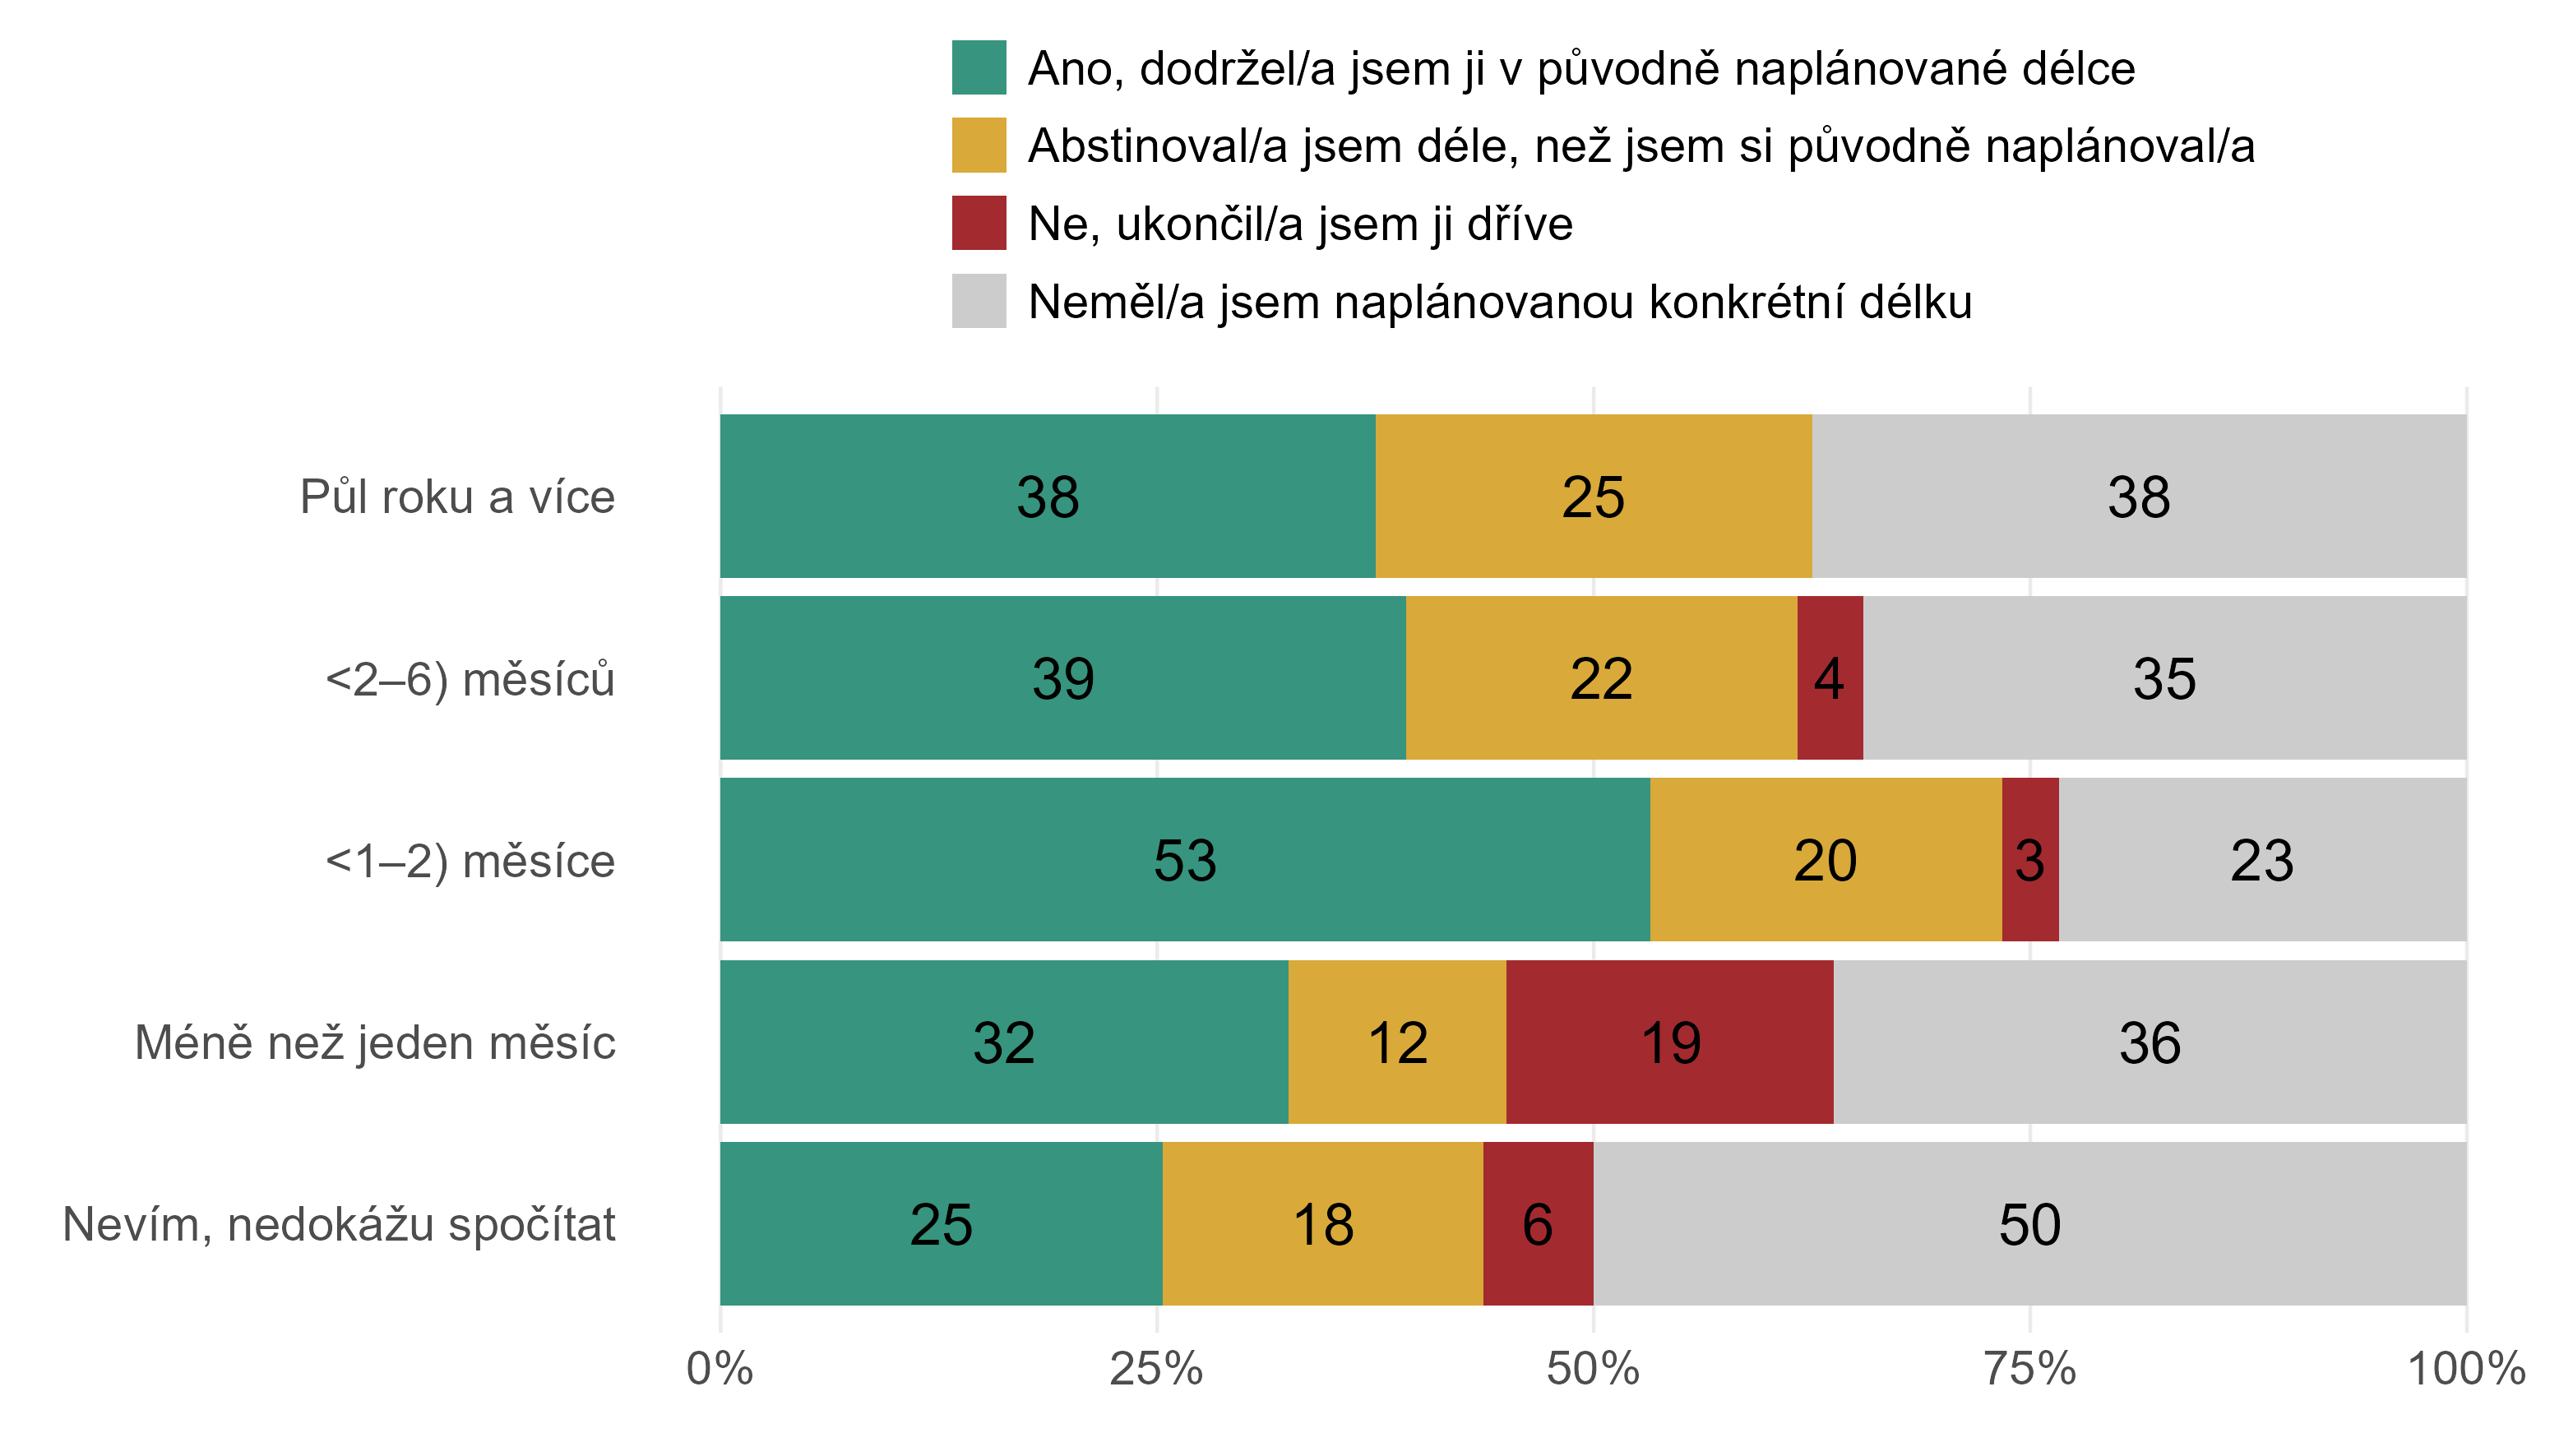 Ano, dodržel/a jsem ji v původně naplánované délce
Abstinoval/a jsem déle, než jsem si původně naplánoval/a
Ne, ukončil/a jsem ji dříve
Neměl/a jsem naplánovanou konkrétní délku
Půl roku a více 38 25 38
<2–6) měsíců 39 22 4 35
<1–2) měsíce 53 20 3 23
Méně než jeden měsíc 32 12 19 36
Nevím, nedokážu spočítat 25 18 6 50
0% 25% 50% 75% 100%